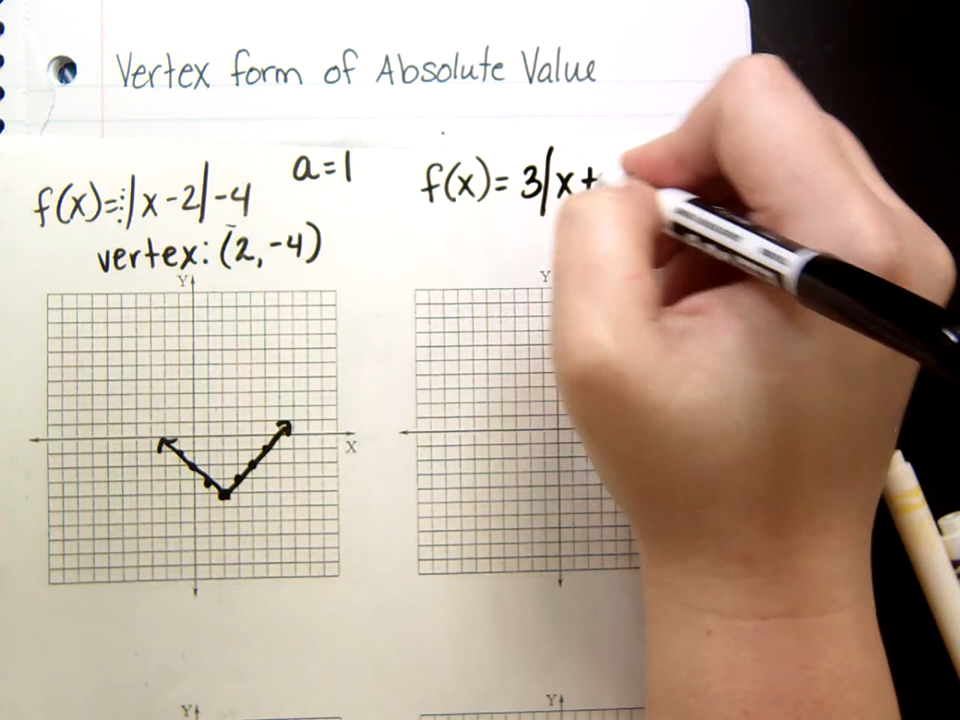 Vertex form of Absolute Value
f(x)=|x-2|-4
a=1
vertex: (2,-4)
f(x)=3|x+
Y
X
Y
Y
Y